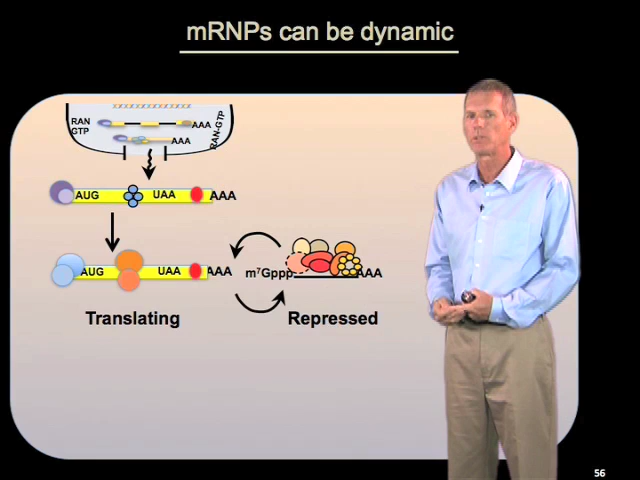 mRNPs can be dynamic
RAN
GTP
AAA
RAN-GTP
AAA
AUG UAA AAA
AUG UAA AAA
m⁷Gppp AAA
Translating Repressed
56